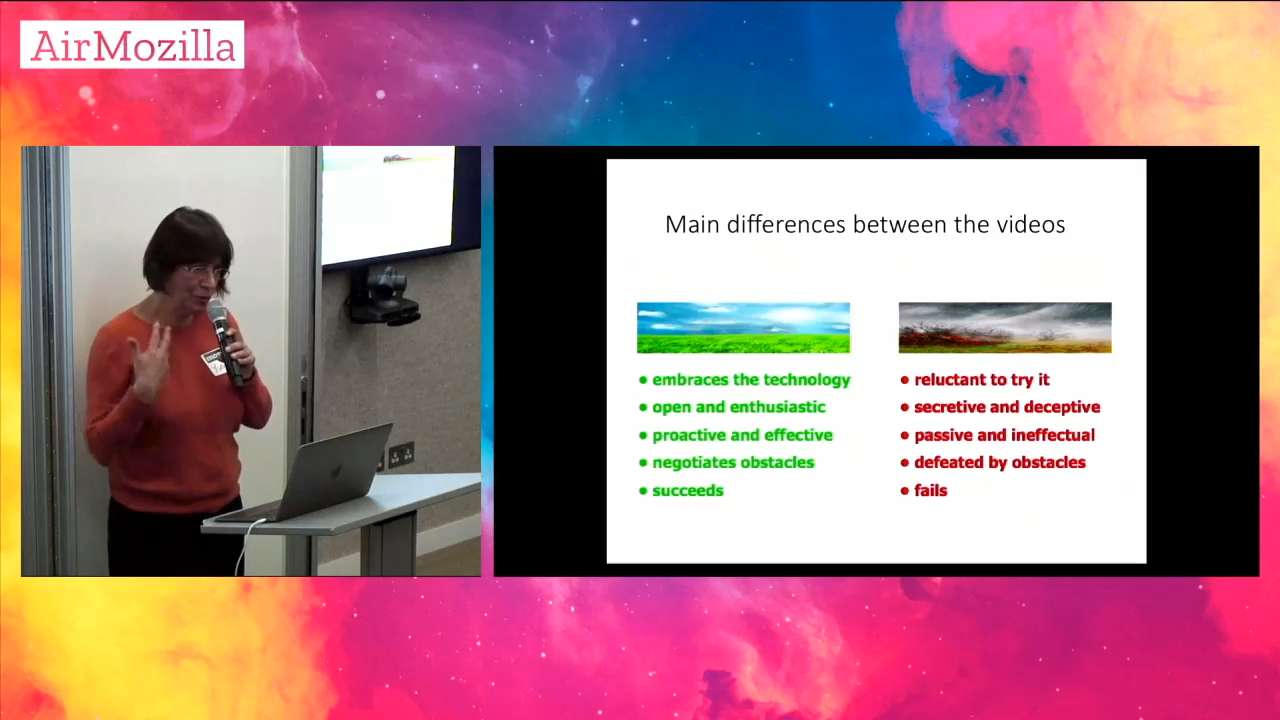 AirMozilla
Main differences between the videos
• embraces the technology
• open and enthusiastic
• proactive and effective
• negotiates obstacles
• succeeds
• reluctant to try it
• secretive and deceptive
• passive and ineffectual
• defeated by obstacles
• fails